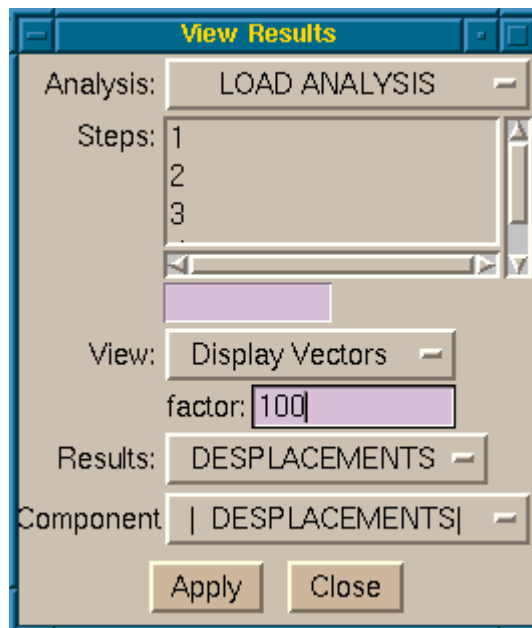 View Results
Analysis: LOAD ANALYSIS
Steps: 1
2
3
View: Display Vectors
factor: 100
Results: DESPLACEMENTS
Component | DESPLACEMENTS|
Apply Close